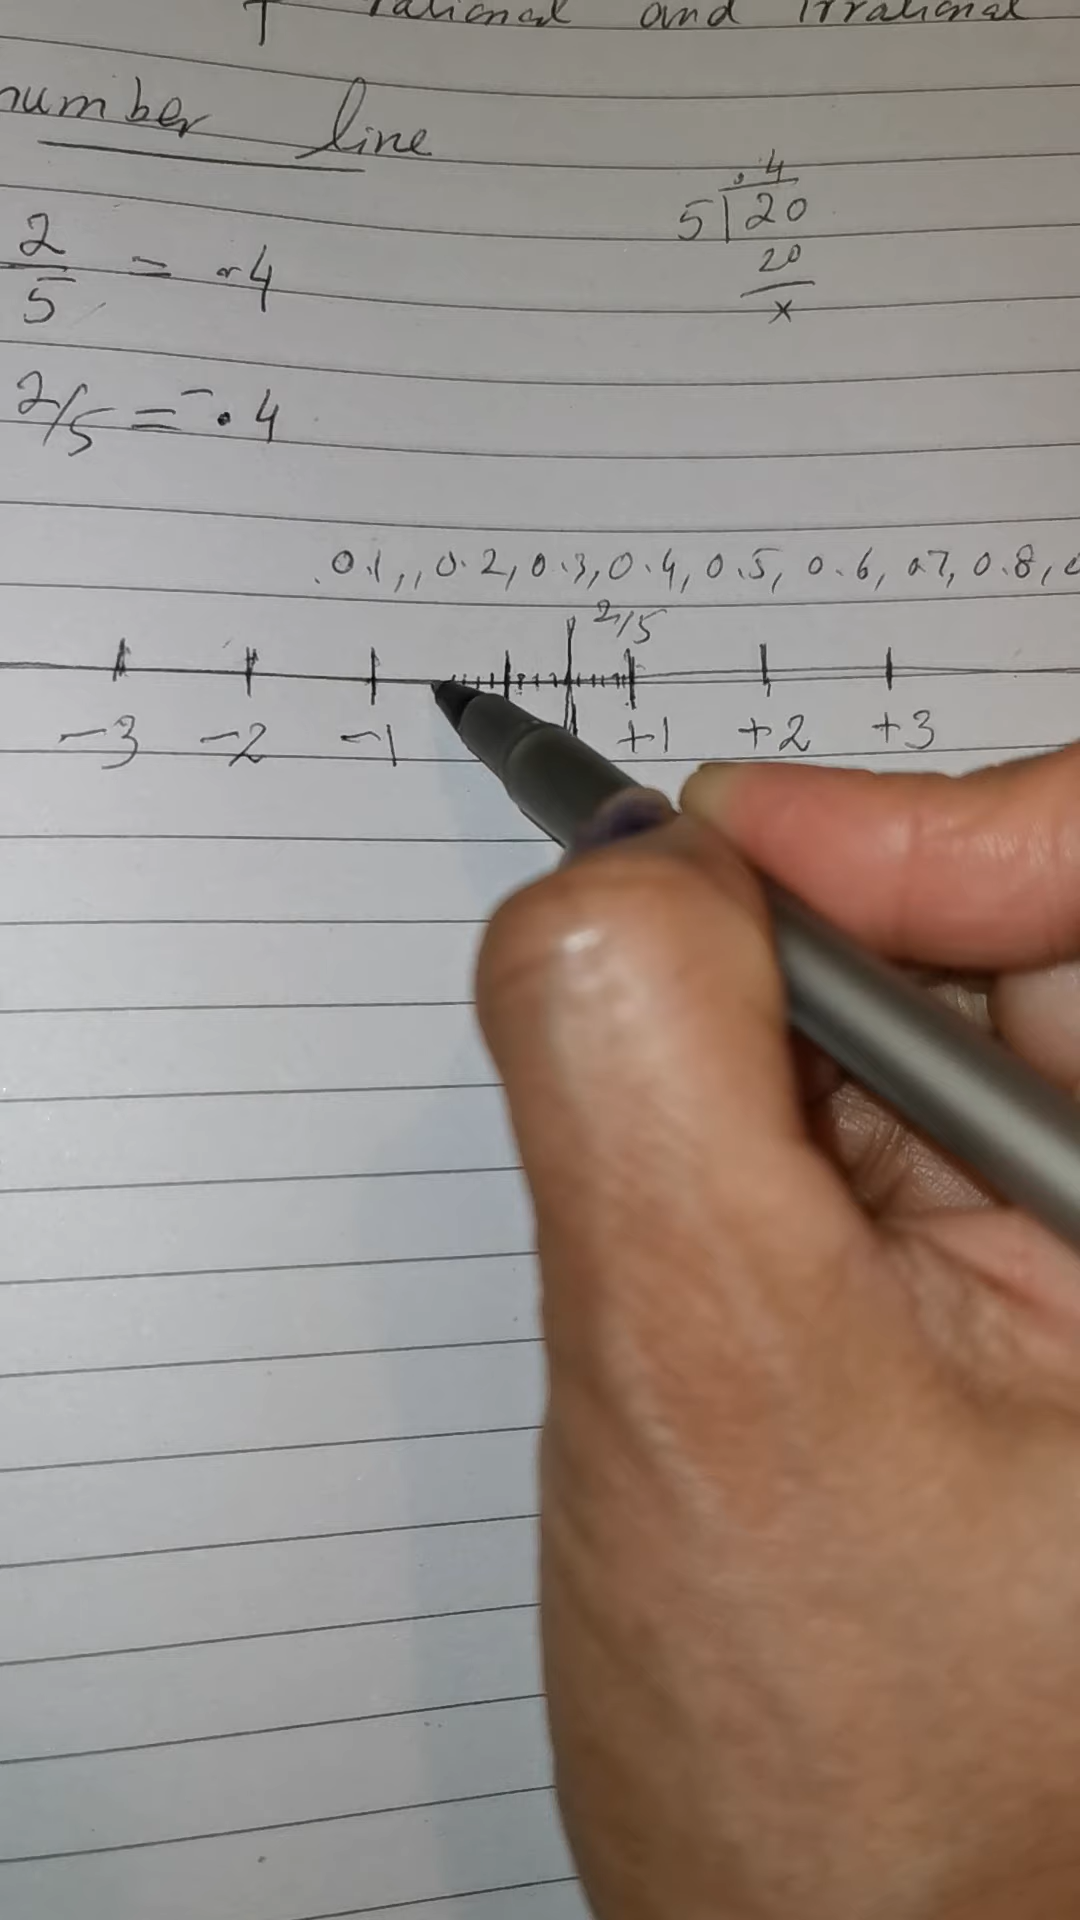 rational and irrational
number line
.4
5 20
20
x
2
5 = .4
2/5 = -.4
0.1,, 0.2, 0.3, 0.4, 0.5, 0.6, 0.7, 0.8,
2/5
-3 -2 -1 +1 +2 +3